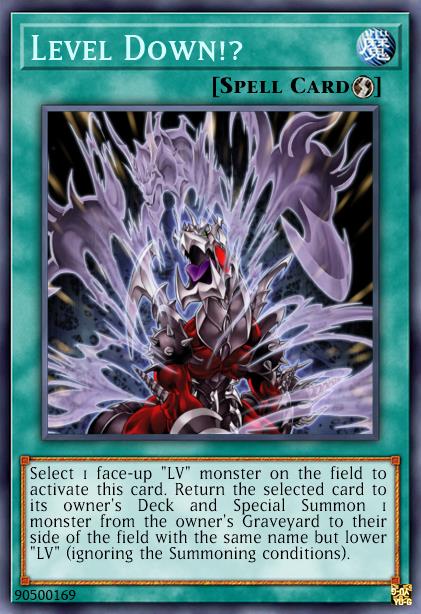 Level Down!?
[Spell Card]
Select 1 face-up "LV" monster on the field to
activate this card. Return the selected card to
its owner's Deck and Special Summon 1
monster from the owner's Graveyard to their
side of the field with the same name but lower
"LV" (ignoring the Summoning conditions).
90500169